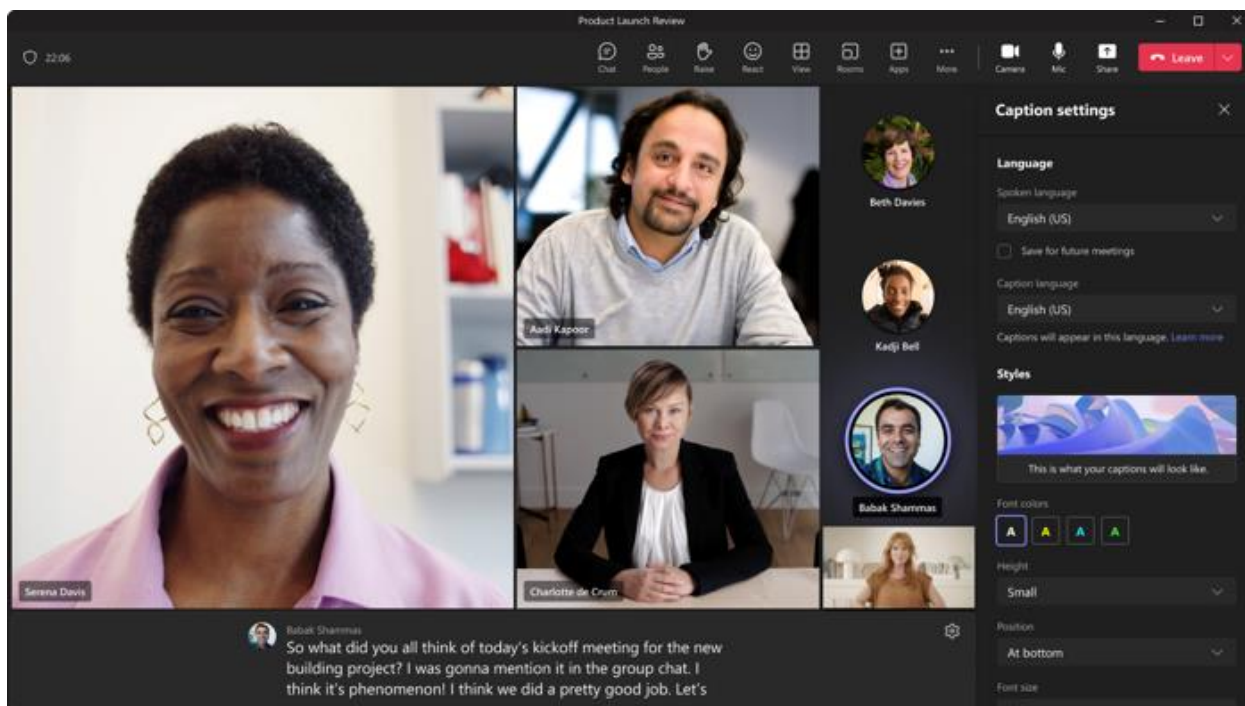 Product Launch Review
22:06
Chat
People
Raise
React
View
Rooms
Apps
More
Camera
Mic
Share
Leave
Serena Davis
Aadi Kapoor
Charlotte de Crum
Beth Davies
Kadji Bell
Babak Shammas
Babak Shammas
So what did you all think of today's kickoff meeting for the new
building project? I was gonna mention it in the group chat. I
think it's phenomenon! I think we did a pretty good job. Let's
Caption settings
Language
Spoken language
English (US)
Save for future meetings
Caption language
English (US)
Captions will appear in this language. Learn more
Styles
This is what your captions will look like.
Font colors
A A A A
Height
Small
Position
At bottom
Font size